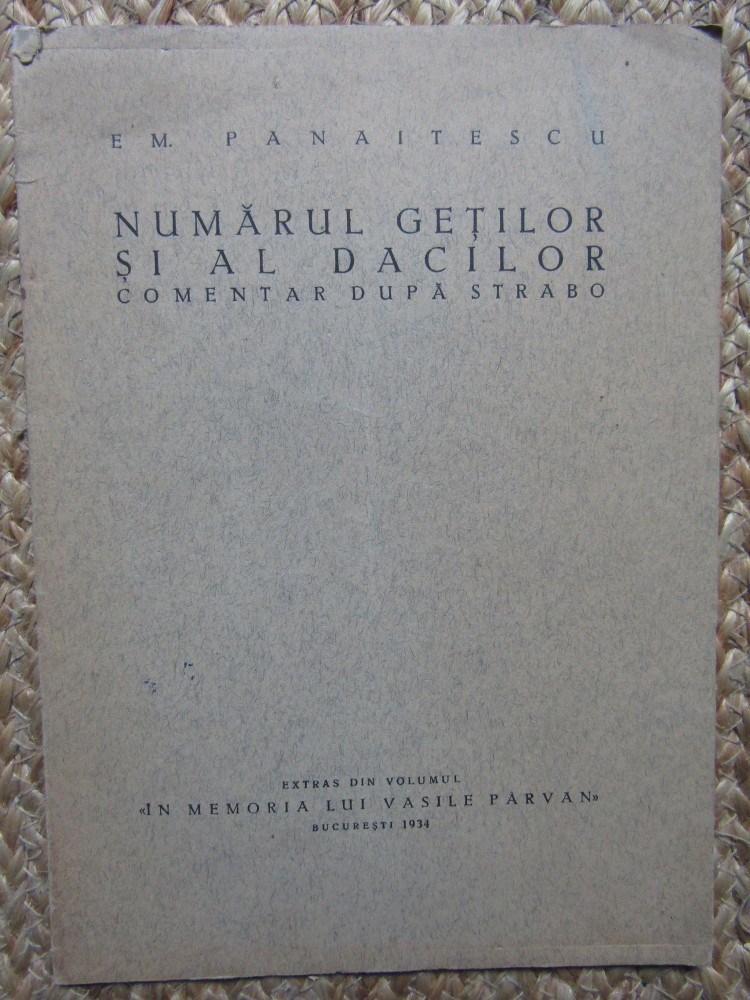 EM. PANAITESCU
NUMĂRUL GEȚILOR
ȘI AL DACILOR
COMENTAR DUPĂ STRABO
EXTRAS DIN VOLUMUL
«IN MEMORIA LUI VASILE PÂRVAN»
BUCUREȘTI 1934